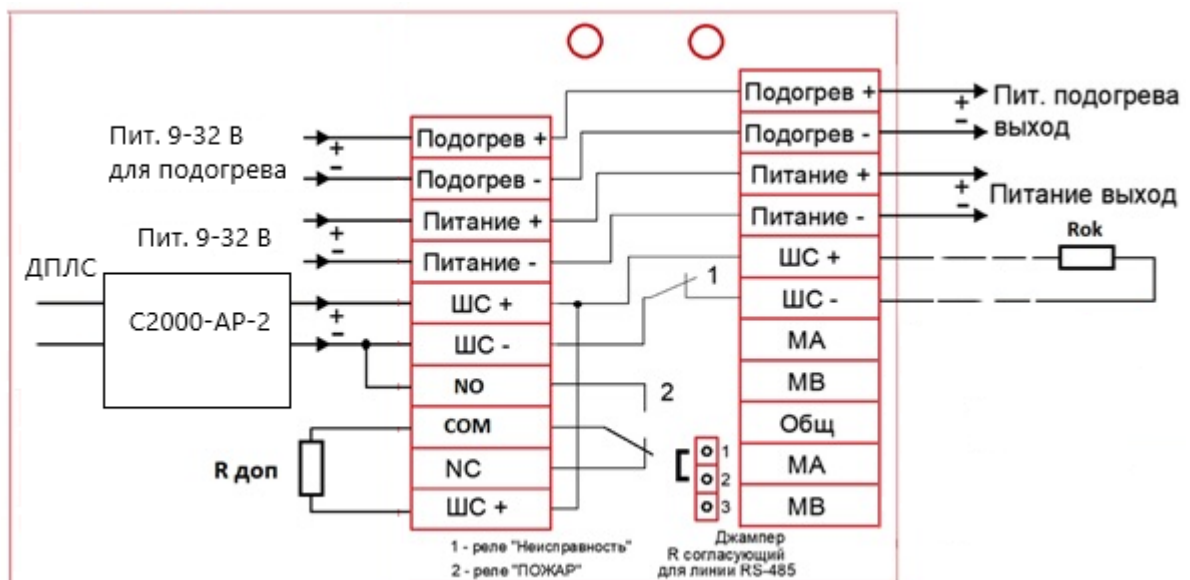 Пит. 9-32 В
для подогрева
+
-
Пит. 9-32 В
+
-
ДПЛС
С2000-АР-2
+
-
R доп
Подогрев +
Подогрев -
Питание +
Питание -
ШС +
ШС -
NO
COM
NC
ШС +
1
2
1 - реле "Неисправность"
2 - реле "ПОЖАР"
1
2
3
Джампер
R согласующий
для линии RS-485
Подогрев +
Подогрев -
Питание +
Питание -
ШС +
ШС -
МА
МВ
Общ
МА
МВ
+
-
Пит. подогрева
выход
+
-
Питание выход
Rok